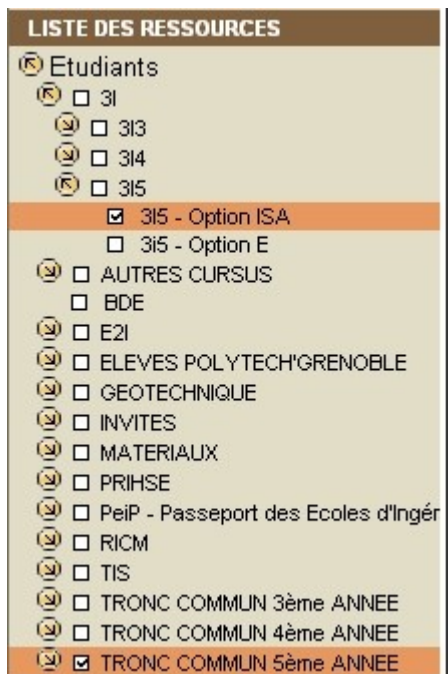 LISTE DES RESSOURCES
Etudiants
3I
3I3
3I4
3I5
3I5 - Option ISA
3i5 - Option E
AUTRES CURSUS
BDE
E2I
ELEVES POLYTECH'GRENOBLE
GEOTECHNIQUE
INVITES
MATERIAUX
PRIHSE
PeiP - Passeport des Ecoles d'Ingér
RICM
TIS
TRONC COMMUN 3ème ANNEE
TRONC COMMUN 4ème ANNEE
TRONC COMMUN 5ème ANNEE